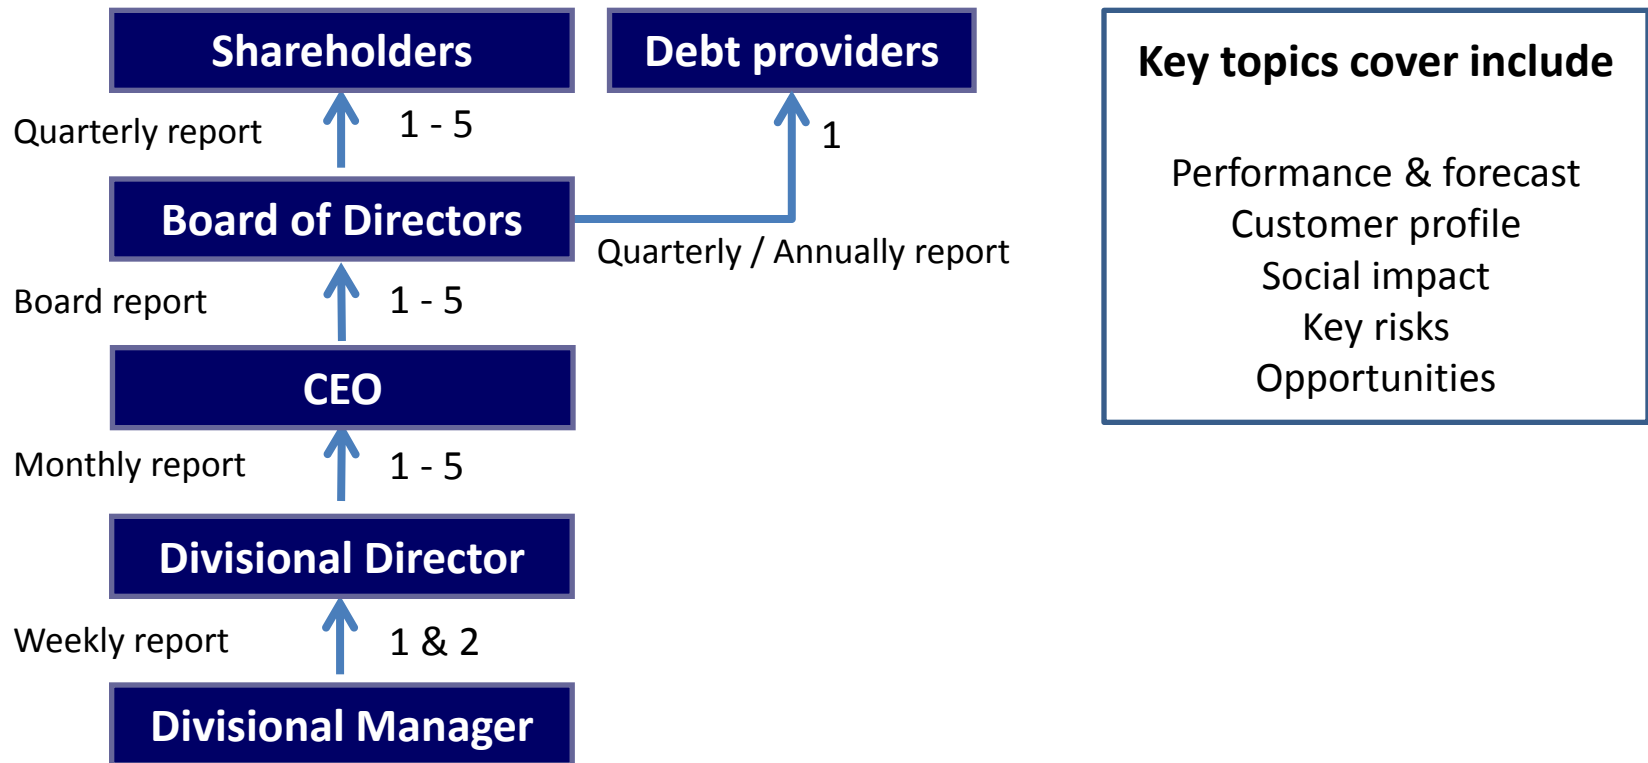 Shareholders
Debt providers
Quarterly report
1 - 5
1
Board of Directors
Quarterly / Annually report
Board report
1 - 5
CEO
Monthly report
1 - 5
Divisional Director
Weekly report
1 & 2
Divisional Manager
Key topics cover include
Performance & forecast
Customer profile
Social impact
Key risks
Opportunities